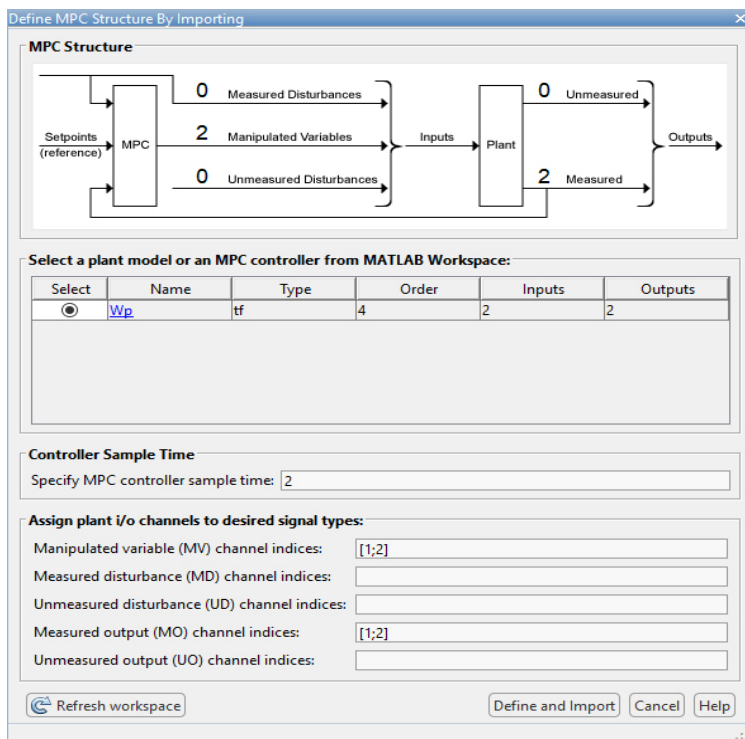 Define MPC Structure By Importing
MPC Structure
0 Measured Disturbances
0 Unmeasured
Setpoints
(reference)
MPC
2 Manipulated Variables
Inputs
Plant
Outputs
0 Unmeasured Disturbances
2 Measured
Select a plant model or an MPC controller from MATLAB Workspace:
Select Name Type Order Inputs Outputs
Wp tf 4 2 2
Controller Sample Time
Specify MPC controller sample time: 2
Assign plant i/o channels to desired signal types:
Manipulated variable (MV) channel indices: [1;2]
Measured disturbance (MD) channel indices:
Unmeasured disturbance (UD) channel indices:
Measured output (MO) channel indices: [1;2]
Unmeasured output (UO) channel indices:
Refresh workspace Define and Import Cancel Help